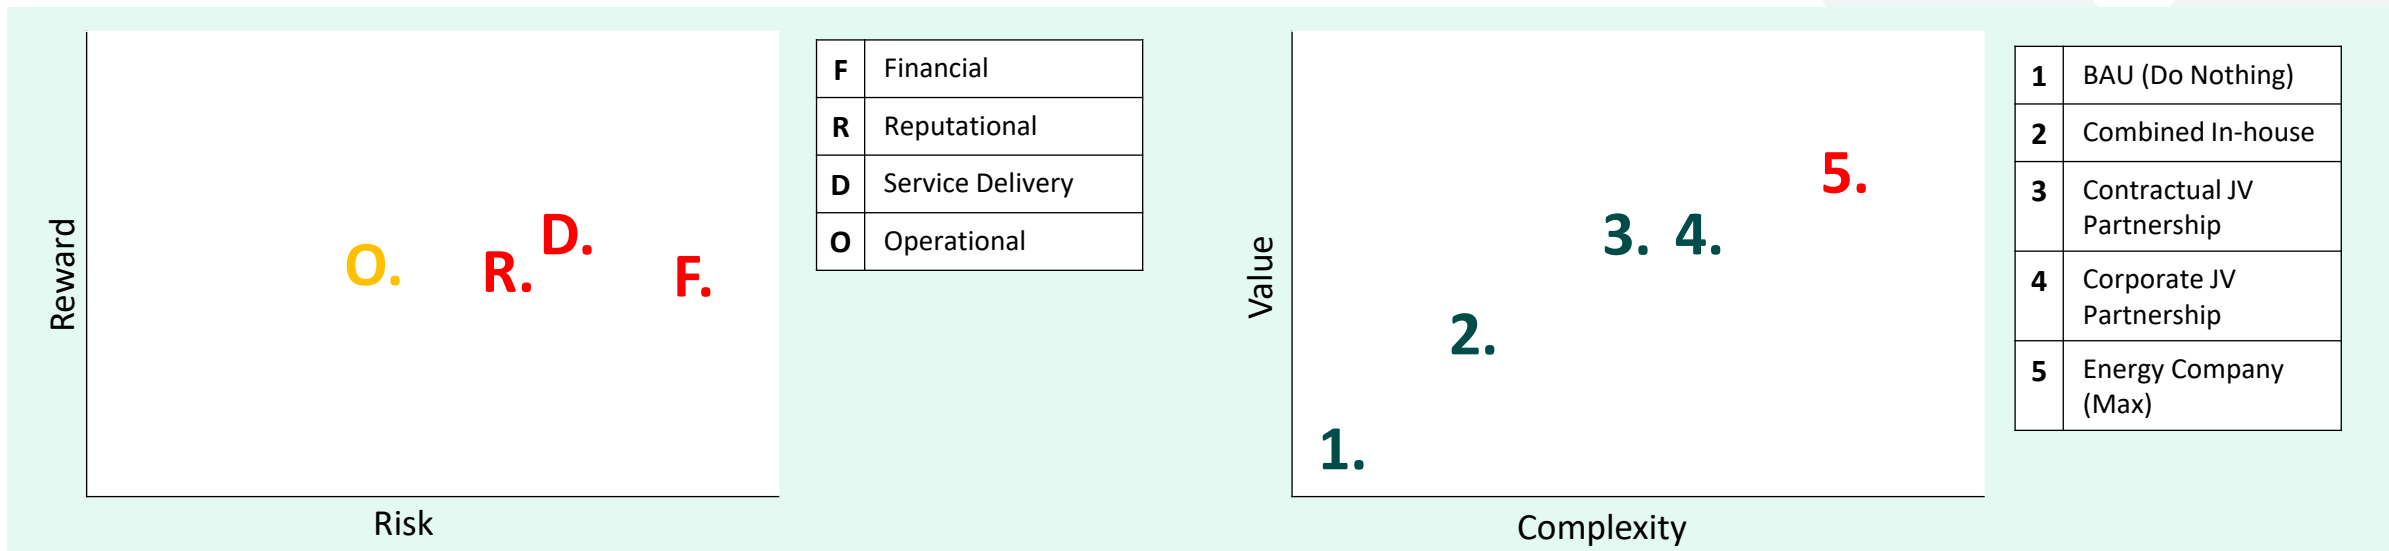 Reward
O.
R.
D.
F.
Risk
F Financial
R Reputational
D Service Delivery
O Operational
Value
1.
2.
3.
4.
5.
Complexity
1 BAU (Do Nothing)
2 Combined In-house
3 Contractual JV
Partnership
4 Corporate JV
Partnership
5 Energy Company
(Max)